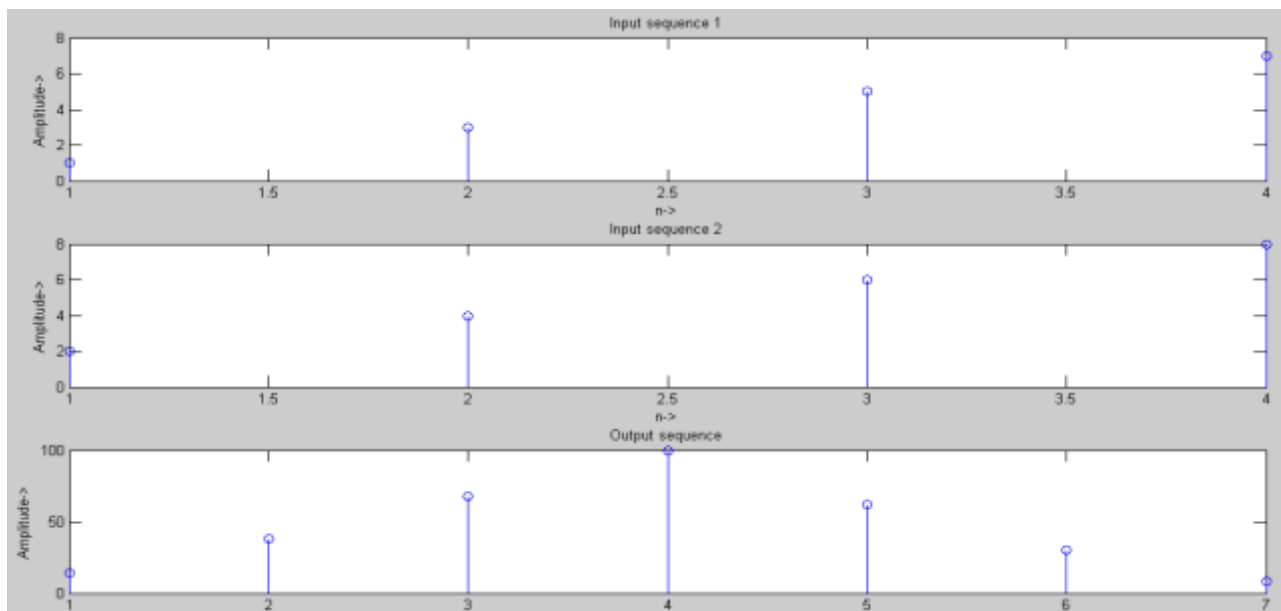 Input sequence 1
8
6
4
2
0
Amplitude->
1 1.5 2 2.5 3 3.5 4
n->
Input sequence 2
8
6
4
2
0
Amplitude->
1 1.5 2 2.5 3 3.5 4
n->
Output sequence
100
50
0
Amplitude->
1 2 3 4 5 6 7